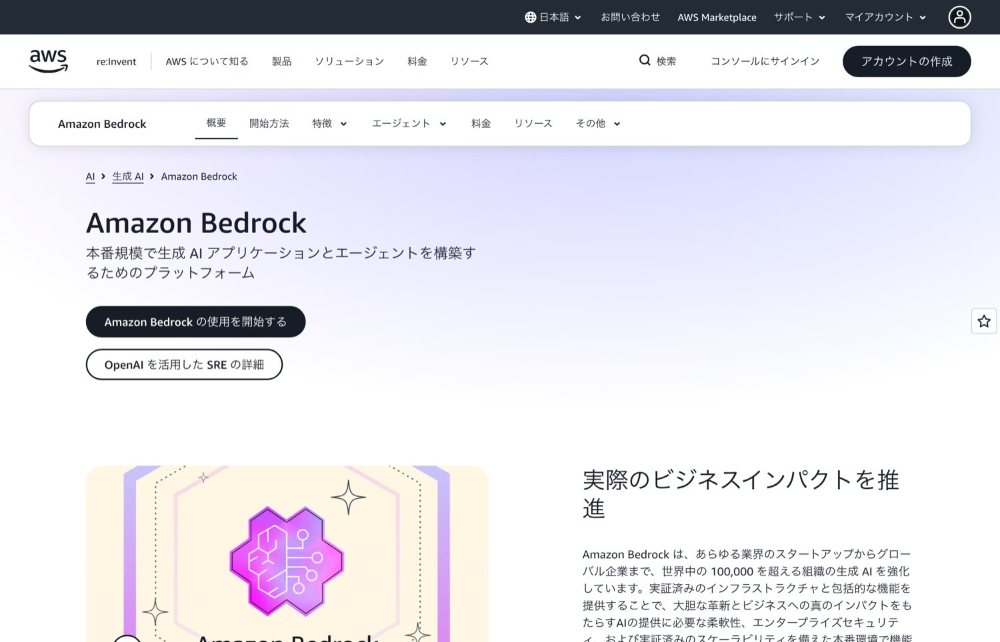 日本語
お問い合わせ
AWS Marketplace
サポート
マイアカウント
aws
re:Invent
AWS について知る
製品
ソリューション
料金
リソース
検索
コンソールにサインイン
アカウントの作成
Amazon Bedrock
概要
開始方法
特徴
エージェント
料金
リソース
その他
AI
生成 AI
Amazon Bedrock
Amazon Bedrock
本番規模で生成 AI アプリケーションとエージェントを構築す
るためのプラットフォーム
Amazon Bedrock の使用を開始する
OpenAI を活用した SRE の詳細
Amazon Bedrock
実際のビジネスインパクトを推
進
Amazon Bedrock は、あらゆる業界のスタートアップからグロー
バル企業まで、世界中の 100,000 を超える組織の生成 AI を強化
しています。実証済みのインフラストラクチャと包括的な機能を
提供することで、大胆な革新とビジネスへの真のインパクトをも
たらすAIの提供に必要な柔軟性、エンタープライズセキュリテ
ィ、および実証済みのスケーラビリティを備えた本番環境で機能